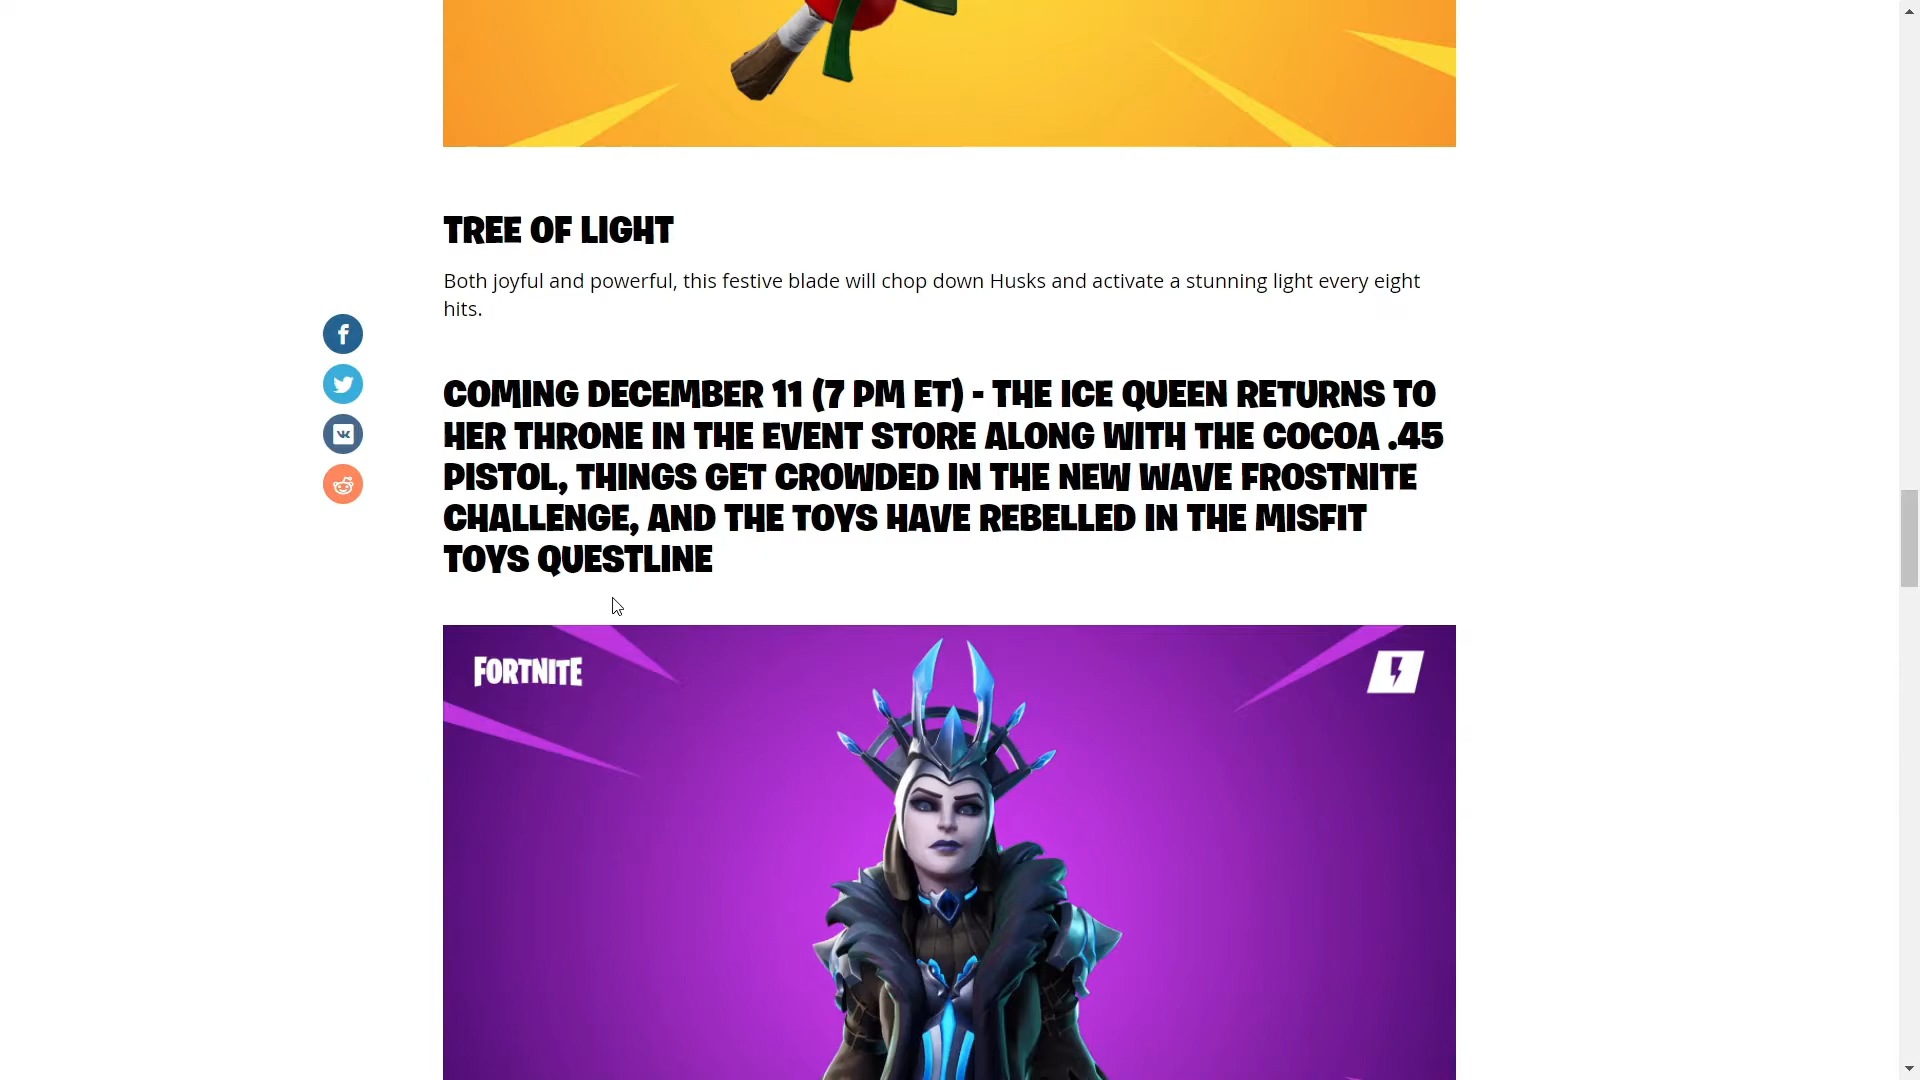 TREE OF LIGHT
Both joyful and powerful, this festive blade will chop down Husks and activate a stunning light every eight
hits.
COMING DECEMBER 11 (7 PM ET) - THE ICE QUEEN RETURNS TO
HER THRONE IN THE EVENT STORE ALONG WITH THE COCOA .45
PISTOL, THINGS GET CROWDED IN THE NEW WAVE FROSTNITE
CHALLENGE, AND THE TOYS HAVE REBELLED IN THE MISFIT
TOYS QUESTLINE
FORTNITE